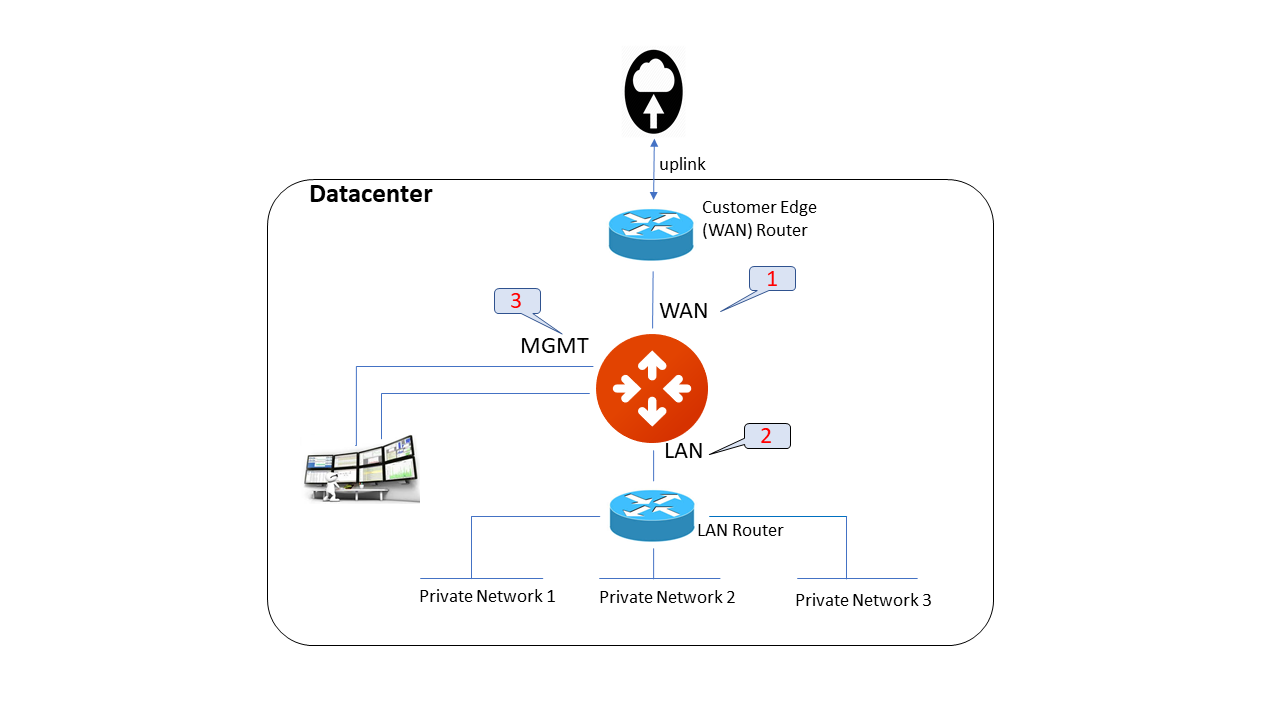 uplink
Datacenter
Customer Edge
(WAN) Router
1
3
WAN
MGMT
2
LAN
LAN Router
Private Network 1
Private Network 2
Private Network 3